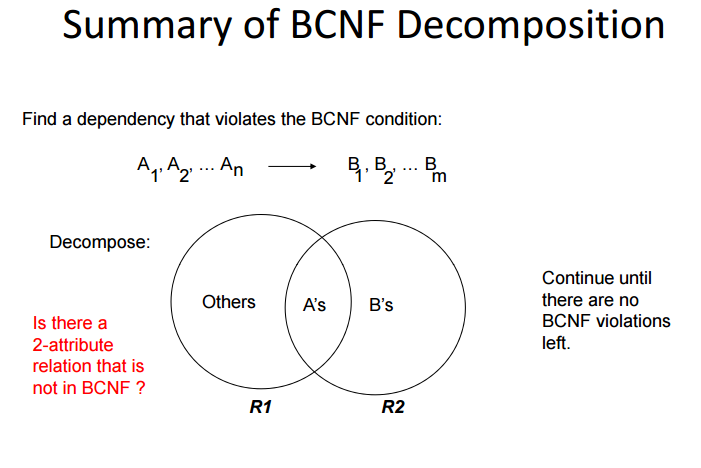 Summary of BCNF Decomposition
Find a dependency that violates the BCNF condition:
A1, A2, ... An → B1, B2, ... Bm
Decompose:
Others
A's
B's
Continue until
there are no
BCNF violations
left.
Is there a
2-attribute
relation that is
not in BCNF ?
R1
R2